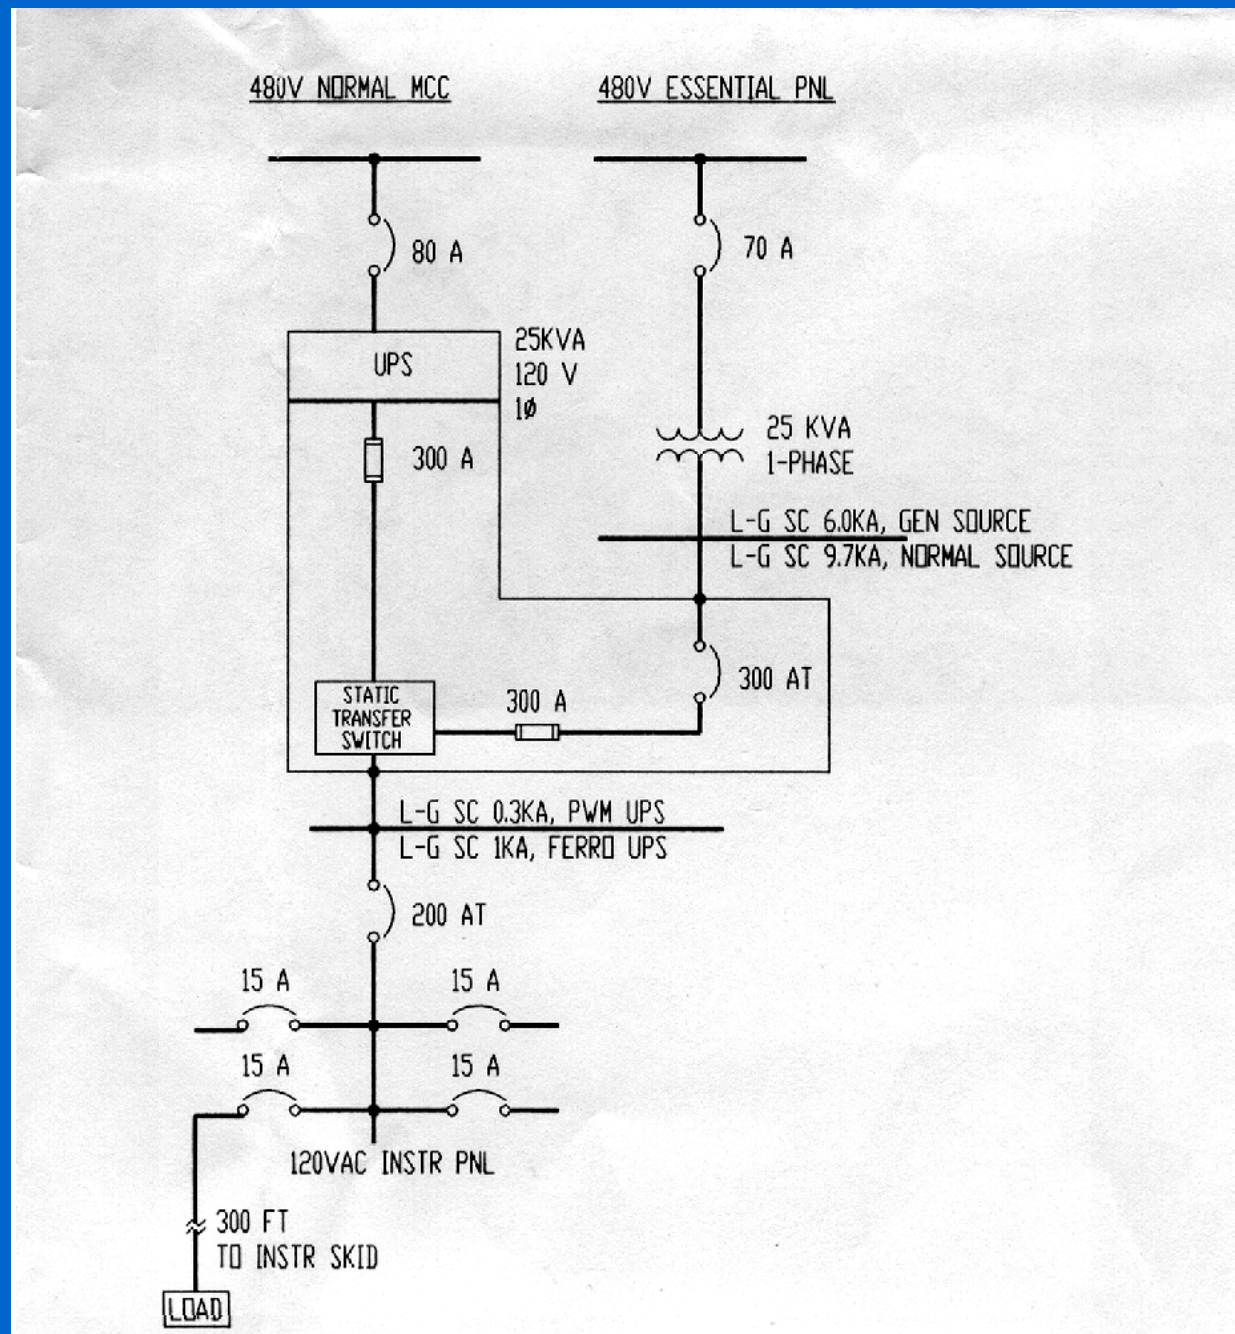 480V NORMAL MCC
480V ESSENTIAL PNL
80 A
70 A
UPS
25KVA
120 V
1Ø
300 A
25 KVA
1-PHASE
L-G SC 6.0KA, GEN SOURCE
L-G SC 9.7KA, NORMAL SOURCE
STATIC
TRANSFER
SWITCH
300 A
300 AT
L-G SC 0.3KA, PWM UPS
L-G SC 1KA, FERRO UPS
200 AT
15 A
15 A
15 A
15 A
120VAC INSTR PNL
300 FT
TO INSTR SKID
LOAD